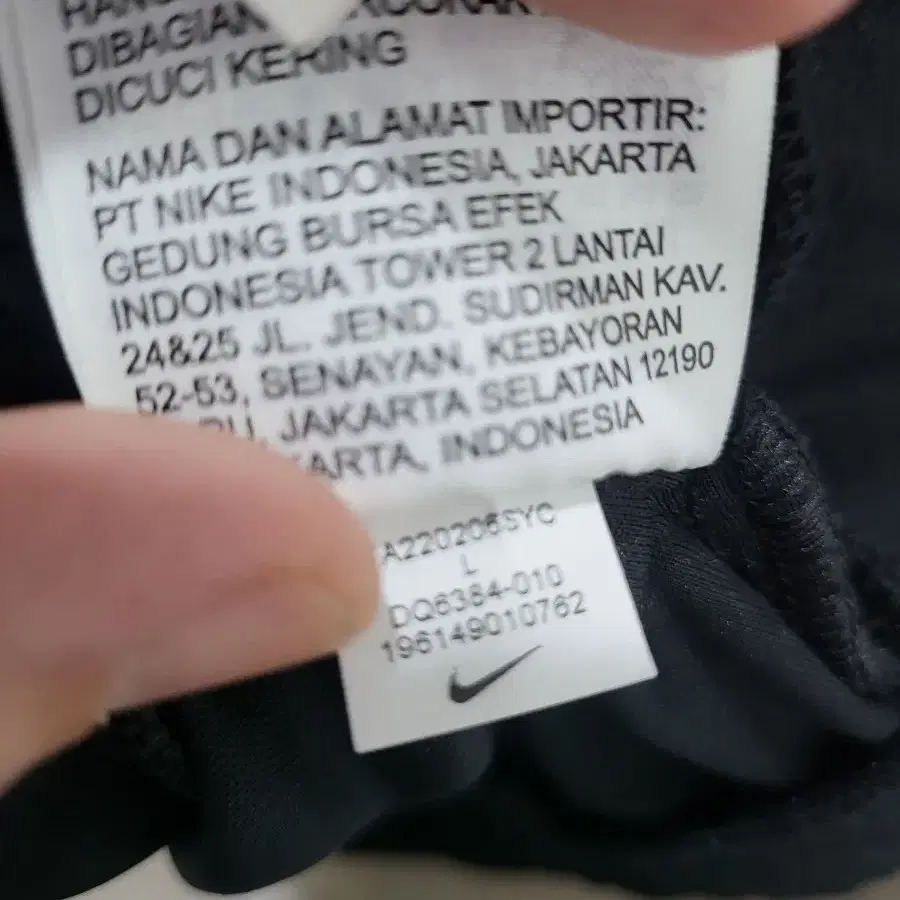 DIBAGIAN
DICUCI KERING
NAMA DAN ALAMAT IMPORTIR:
PT NIKE INDONESIA, JAKARTA
GEDUNG BURSA EFEK
INDONESIA TOWER 2 LANTAI
24&25 JL. JEND. SUDIRMAN KAV.
52-53, SENAYAN, KEBAYORAN
JAKARTA SELATAN 12190
INDONESIA
A220206SYC
L
DQ6384-010
196149010762